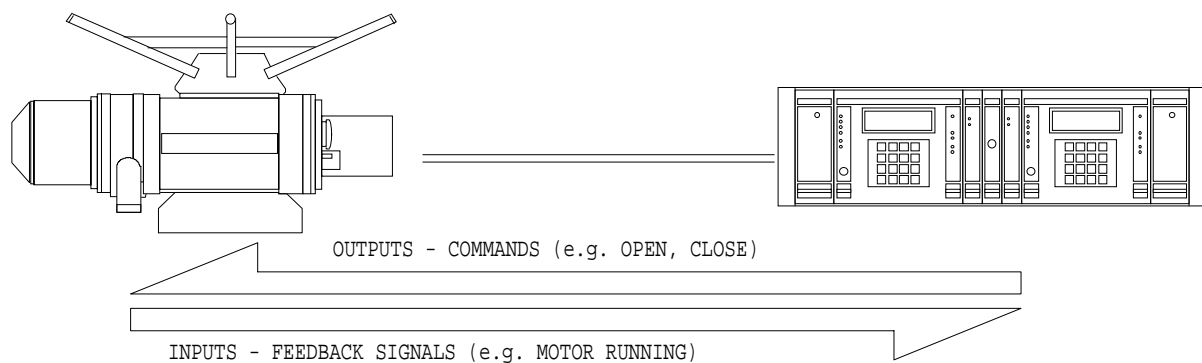 OUTPUTS - COMMANDS (e.g. OPEN, CLOSE)
INPUTS - FEEDBACK SIGNALS (e.g. MOTOR RUNNING)